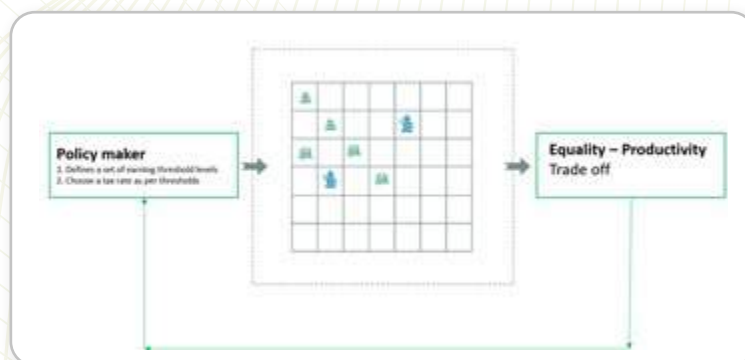 Policy maker
1. Defines a set of earning threshold levels
2. Choose a tax rate as per thresholds
Equality – Productivity
Trade off